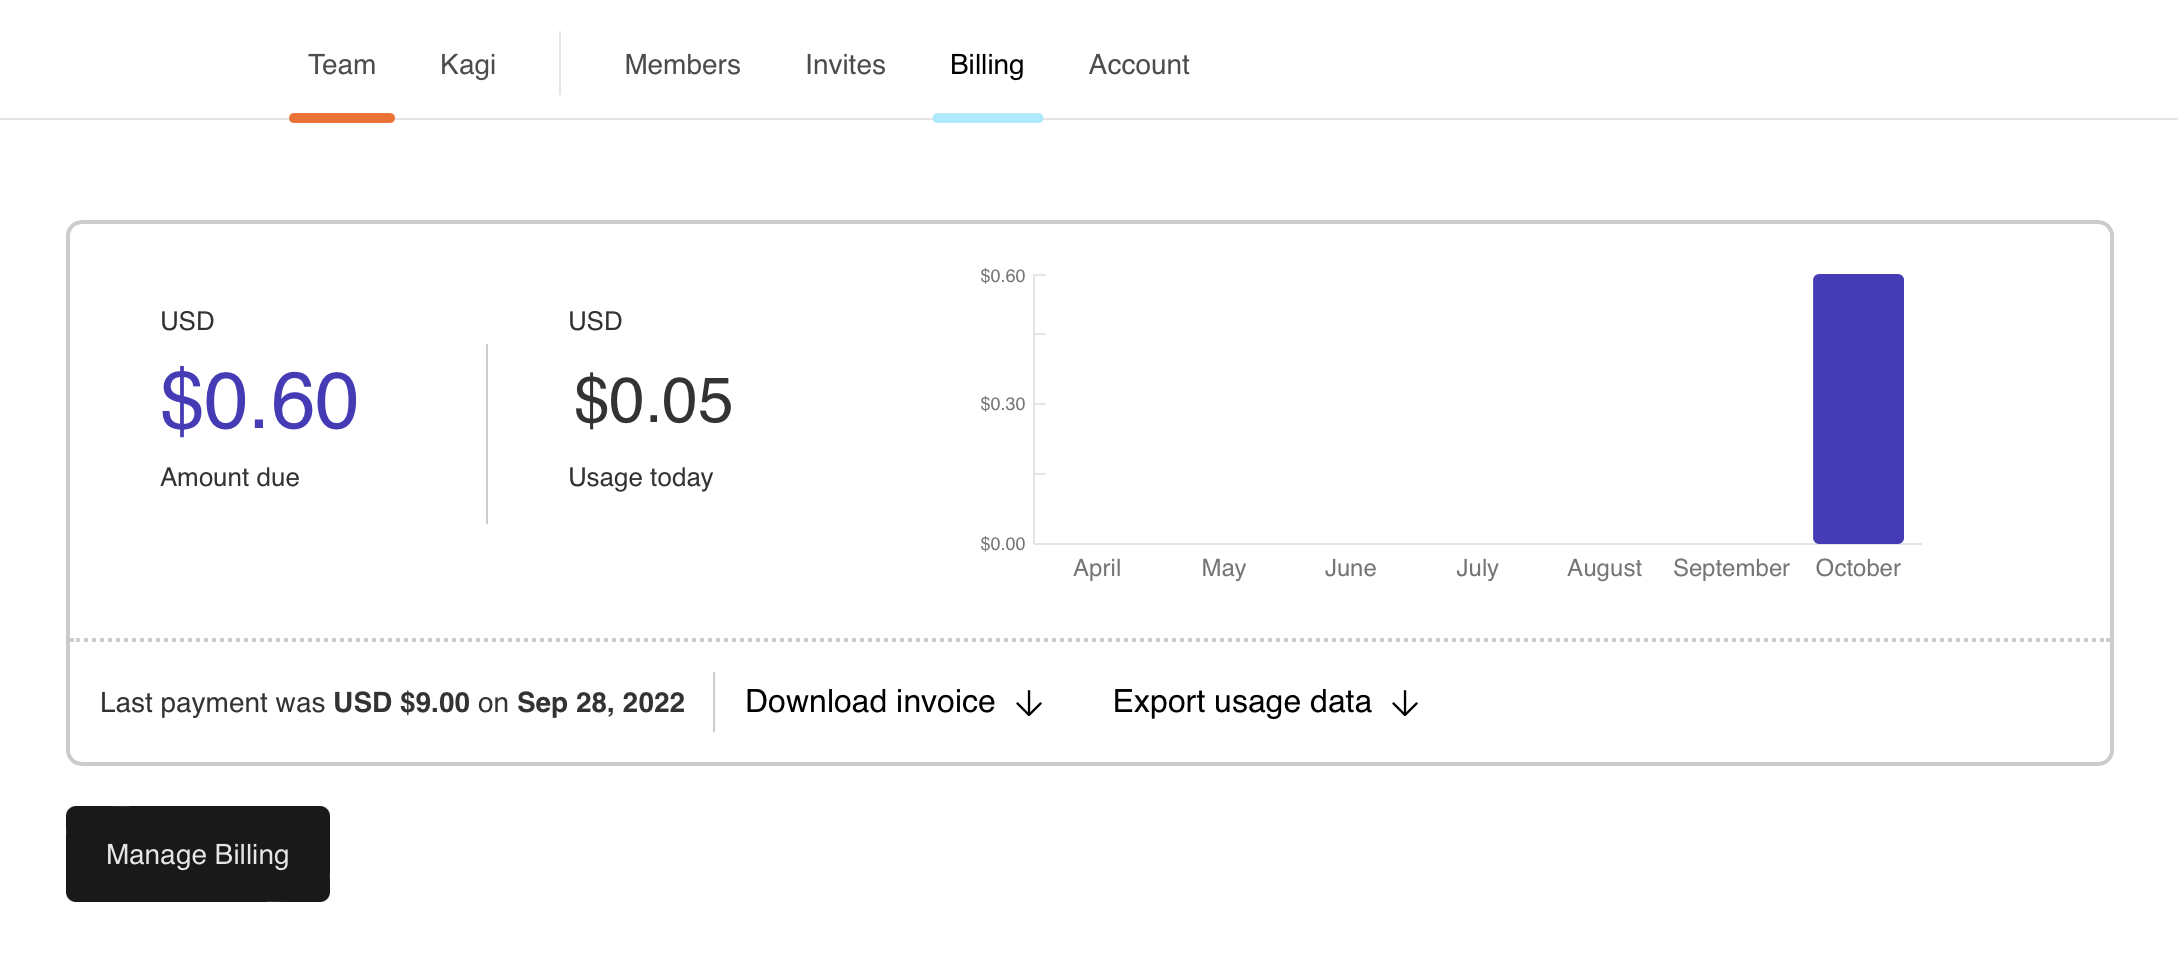 Team Kagi Members Invites Billing Account
USD
$0.60
Amount due
USD
$0.05
Usage today
$0.60
$0.30
$0.00
April May June July August September October
Last payment was USD $9.00 on Sep 28, 2022 Download invoice ↓ Export usage data ↓
Manage Billing